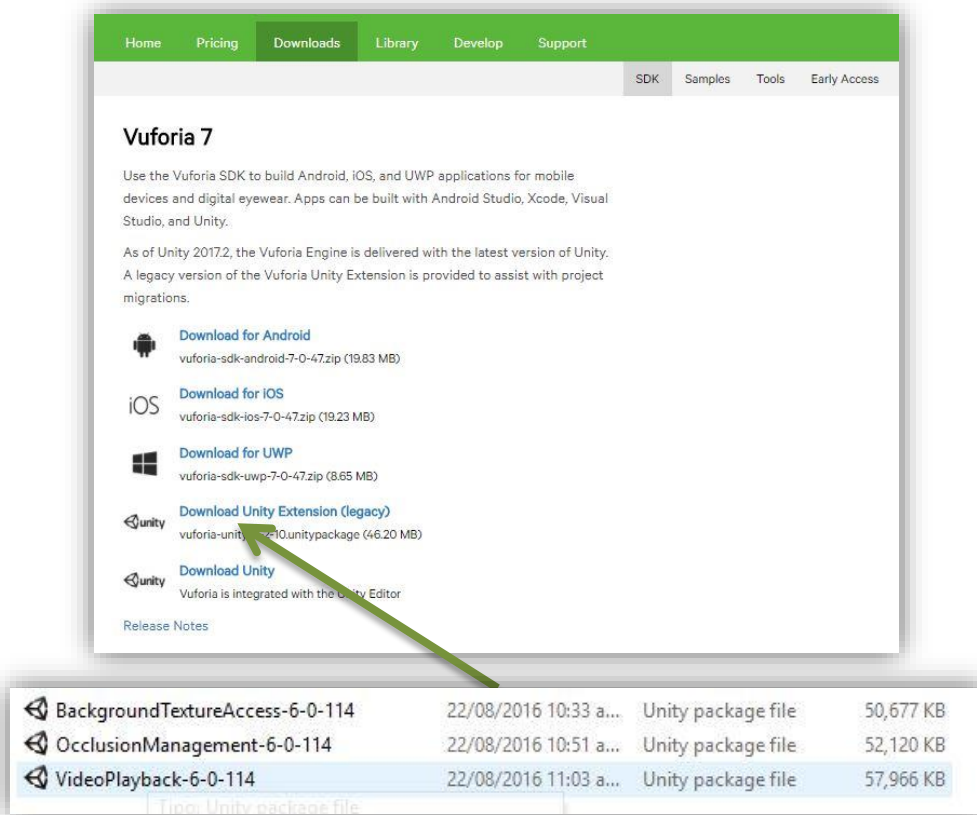 Home Pricing Downloads Library Develop Support
SDK Samples Tools Early Access
Vuforia 7
Use the Vuforia SDK to build Android, iOS, and UWP applications for mobile
devices and digital eyewear. Apps can be built with Android Studio, Xcode, Visual
Studio, and Unity.
As of Unity 2017.2, the Vuforia Engine is delivered with the latest version of Unity.
A legacy version of the Vuforia Unity Extension is provided to assist with project
migrations.
Download for Android
vuforia-sdk-android-7-0-47.zip (19.83 MB)
iOS
Download for iOS
vuforia-sdk-ios-7-0-47.zip (19.23 MB)
Download for UWP
vuforia-sdk-uwp-7-0-47.zip (8.65 MB)
unity
Download Unity Extension (legacy)
2-10.unitypackage (46.20 MB)
unity
Download Unity
Vuforia is integrated with the Unity Editor
Release Notes
BackgroundTextureAccess-6-0-114 22/08/2016 10:33 a... Unity package file 50,677 KB
OcclusionManagement-6-0-114 22/08/2016 10:51 a... Unity package file 52,120 KB
VideoPlayback-6-0-114 22/08/2016 11:03 a... Unity package file 57,966 KB
Tipo: Unity package file